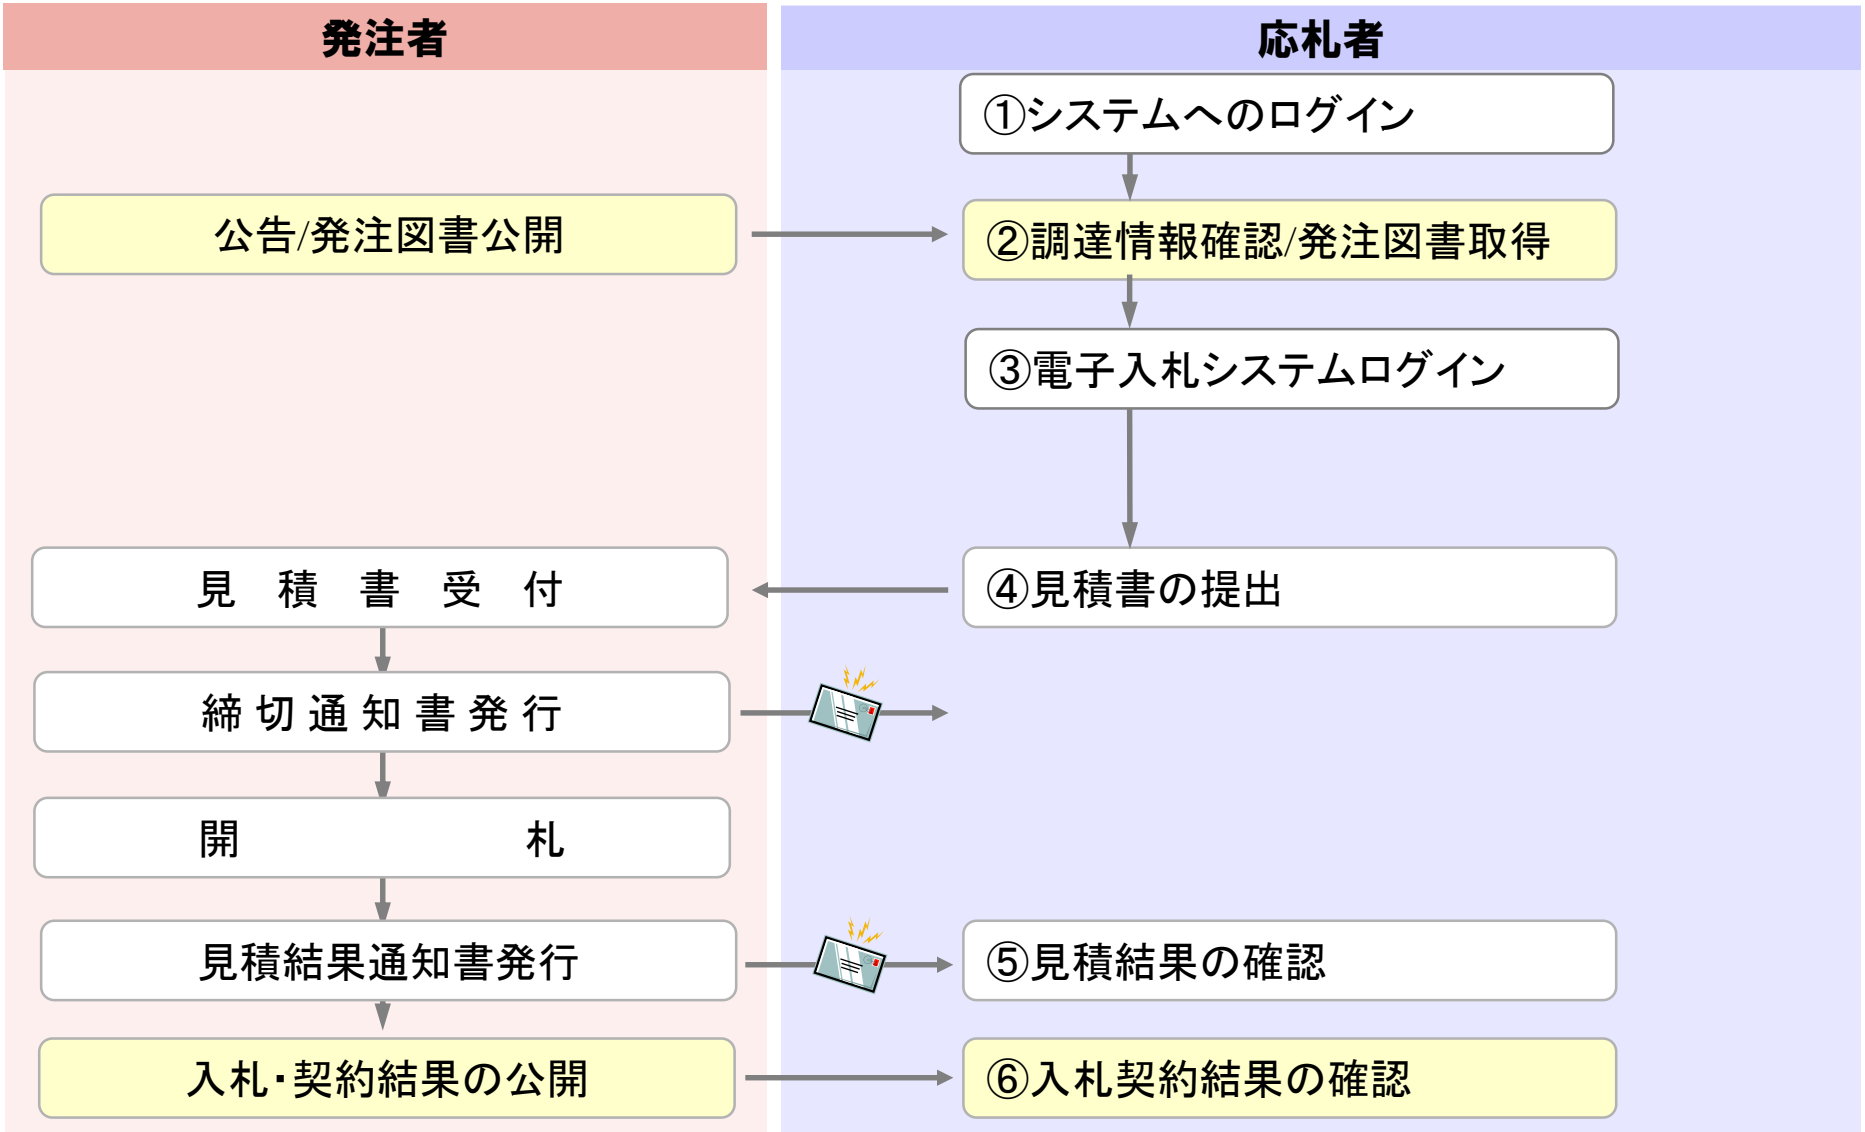 発注者
応札者
①システムへのログイン
公告/発注図書公開
②調達情報確認/発注図書取得
③電子入札システムログイン
見積書受付
④見積書の提出
締切通知書発行
開札
見積結果通知書発行
⑤見積結果の確認
入札・契約結果の公開
⑥入札契約結果の確認